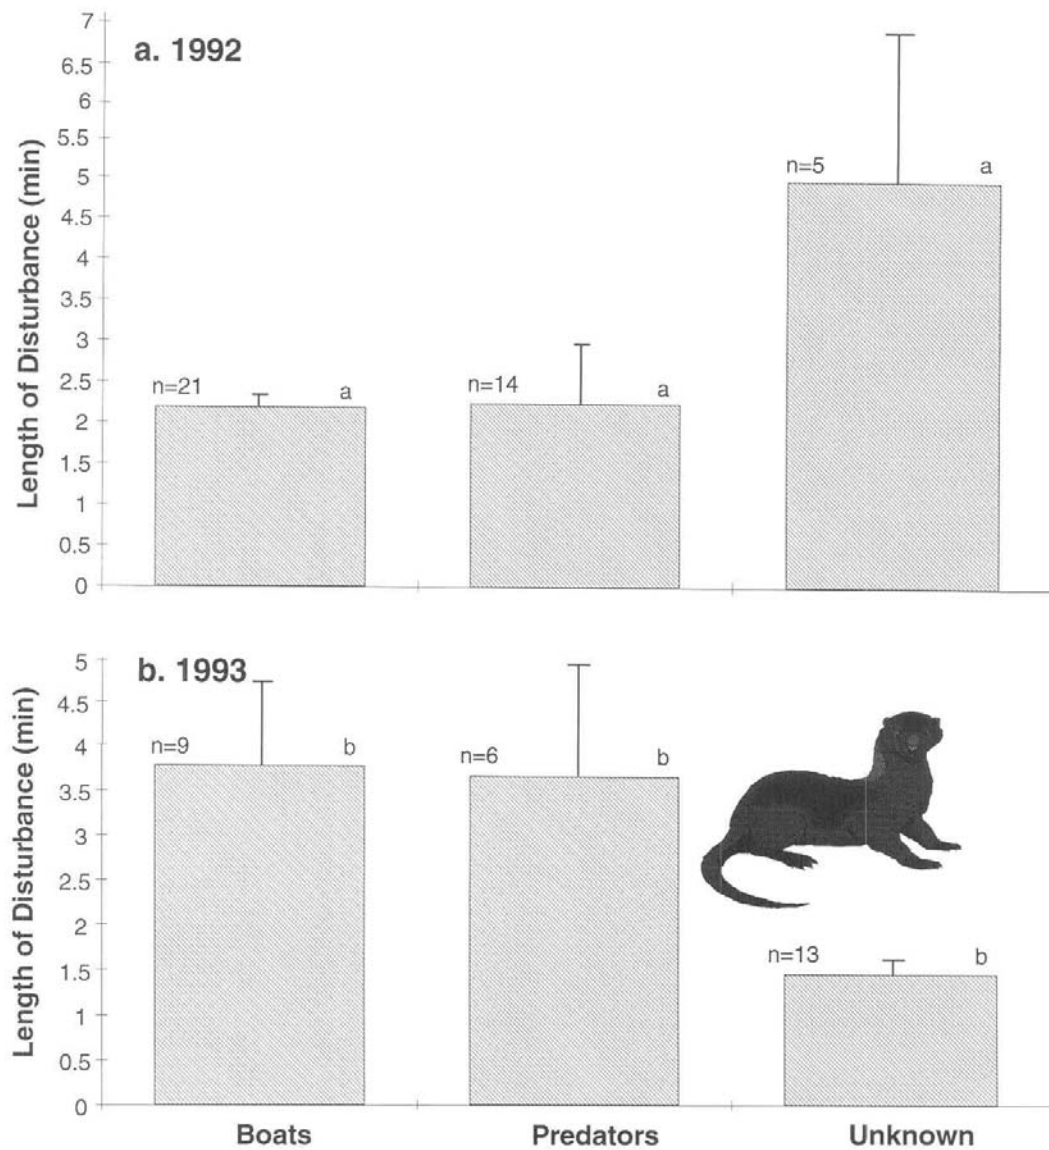 a. 1992
Length of Disturbance (min)
7
6.5
6
5.5
5
4.5
4
3.5
3
2.5
2
1.5
1
0.5
0
n=21 a
n=14 a
n=5 a
b. 1993
Length of Disturbance (min)
5
4.5
4
3.5
3
2.5
2
1.5
1
0.5
0
n=9 b
n=6 b
n=13 b
Boats Predators Unknown